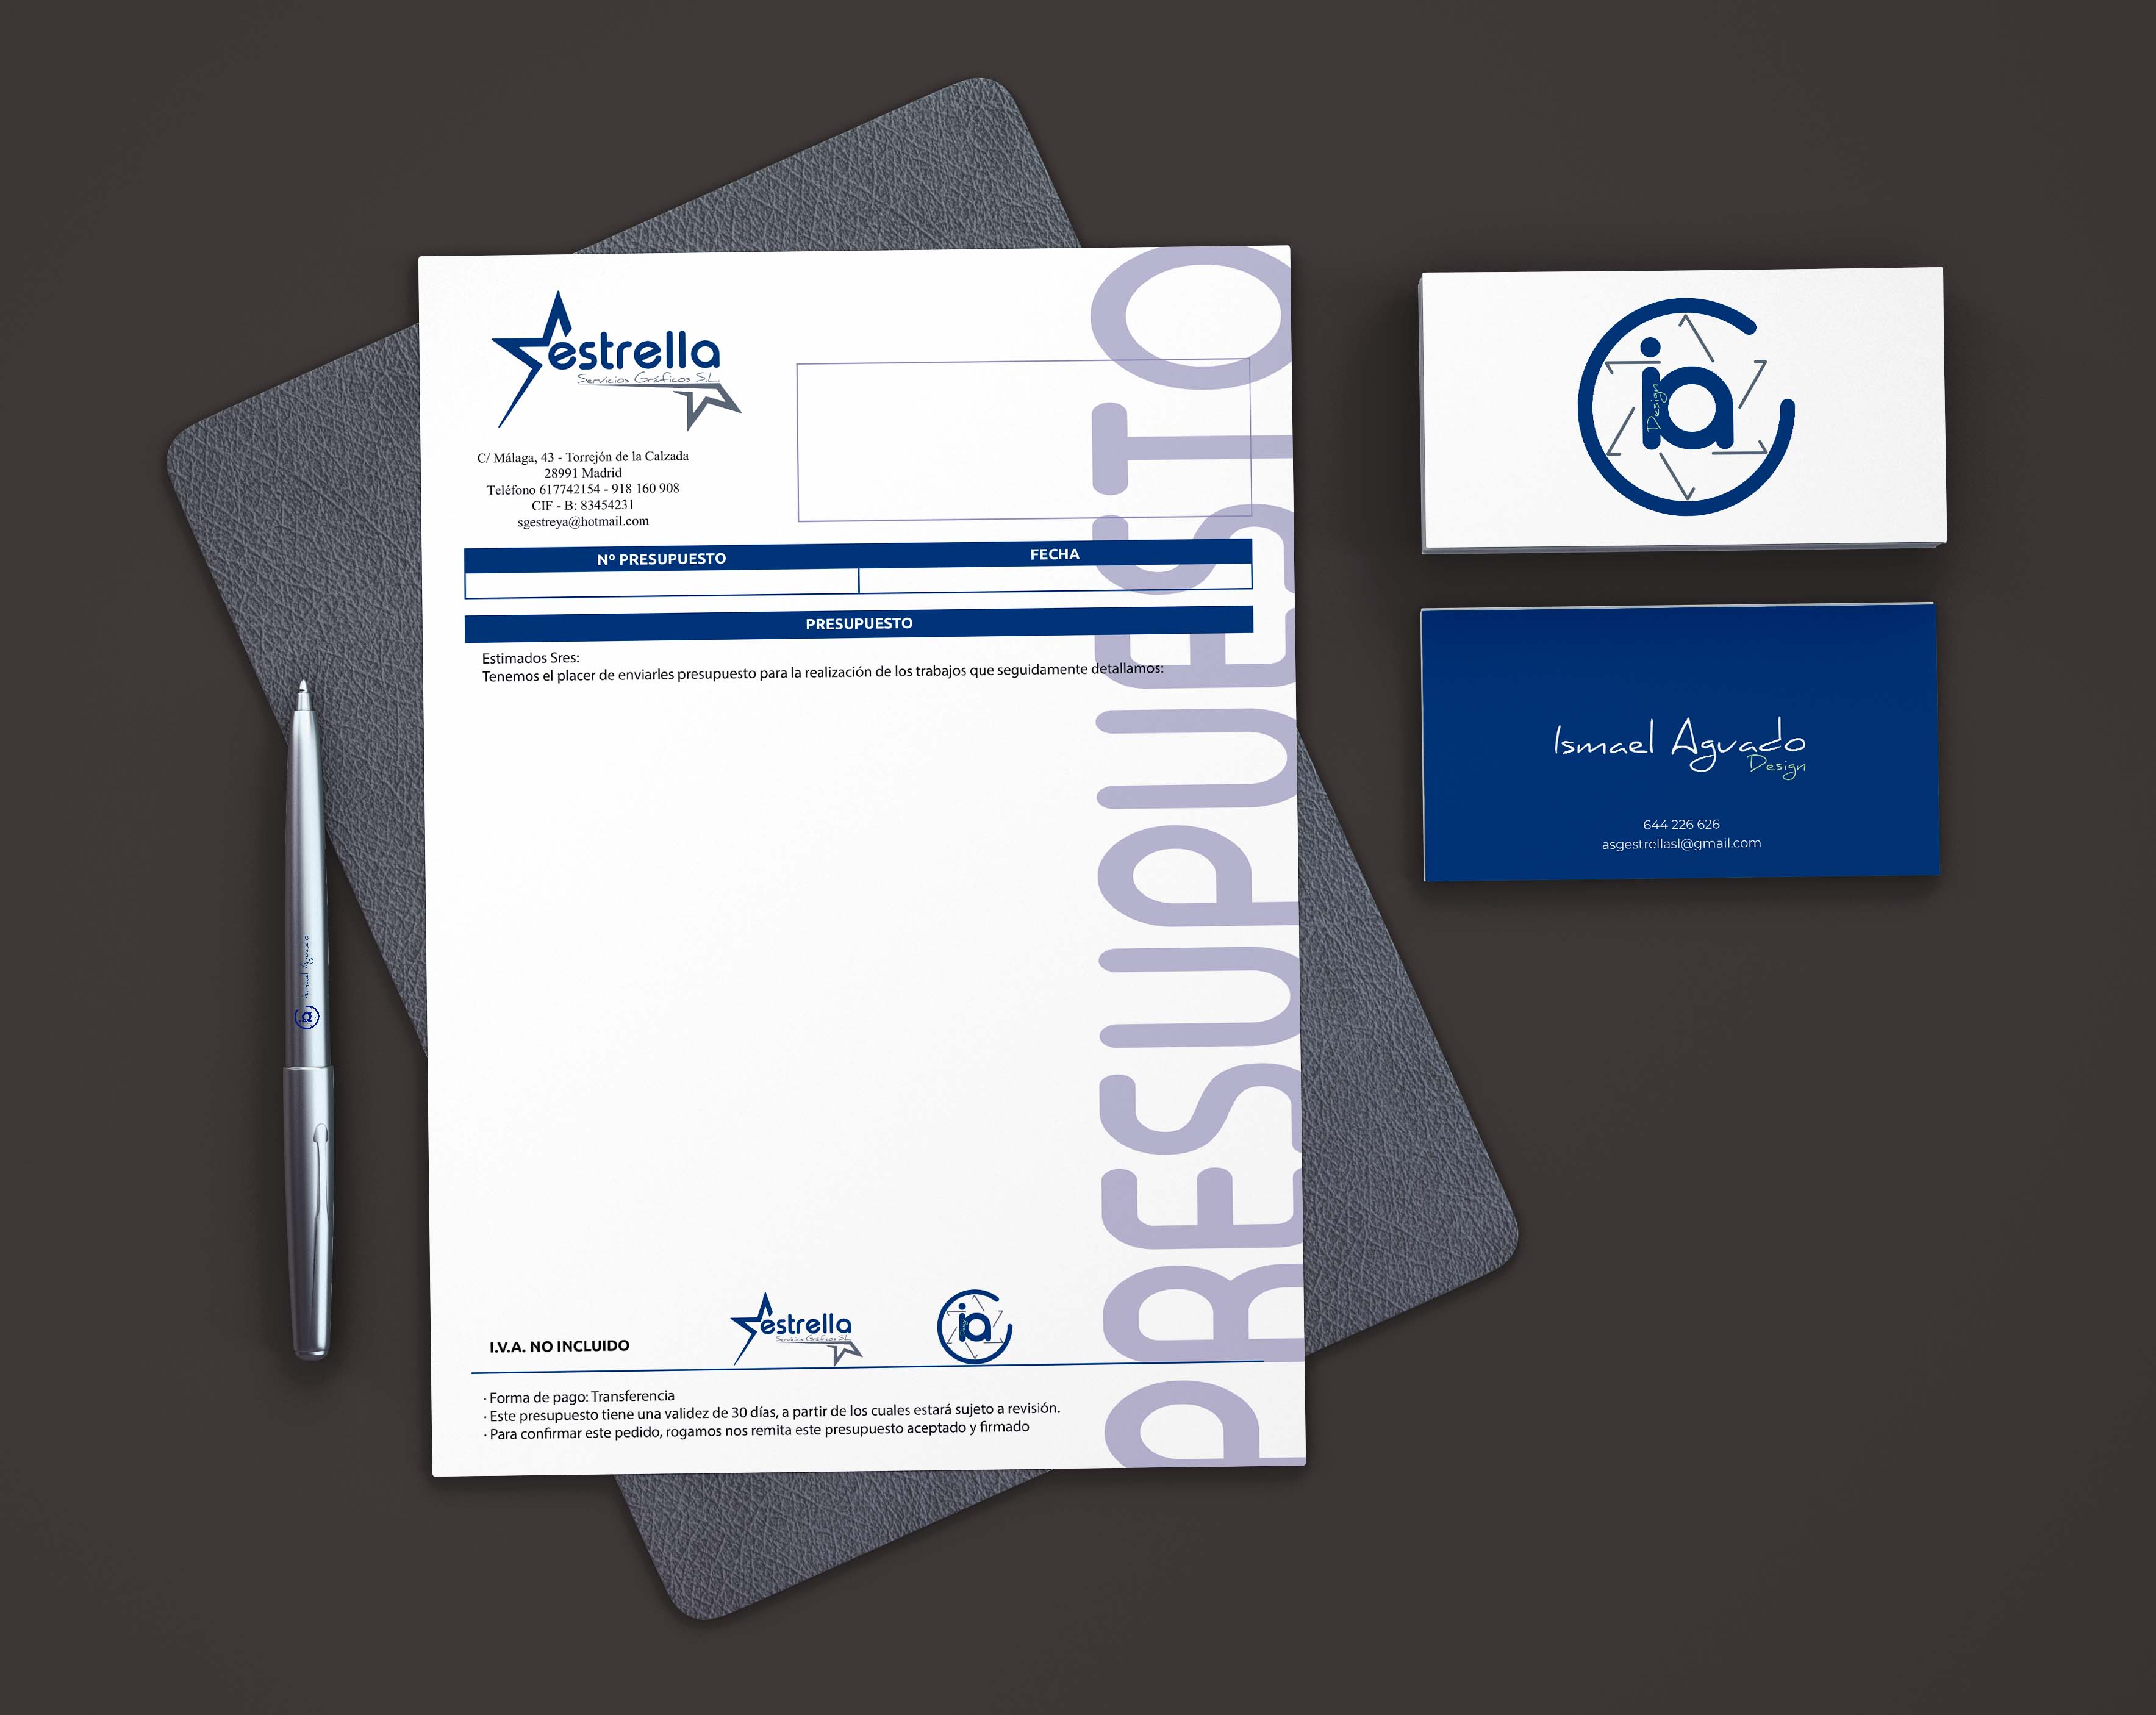 estrella
Servicios Gráficos S.L.
C/ Málaga, 43 - Torrejón de la Calzada
28991 Madrid
Teléfono 617742154 - 918 160 908
CIF - B: 83454231
sgestreya@hotmail.com
Nº PRESUPUESTO FECHA
PRESUPUESTO
Estimados Sres:
Tenemos el placer de enviarles presupuesto para la realización de los trabajos que seguidamente detallamos:
PRESUPUESTO
I.V.A. NO INCLUIDO
estrella
Servicios Gráficos S.L.
ia
Design
· Forma de pago: Transferencia
· Este presupuesto tiene una validez de 30 días, a partir de los cuales estará sujeto a revisión.
· Para confirmar este pedido, rogamos nos remita este presupuesto aceptado y firmado
ia
Design
Ismael Aguado
Design
644 226 626
asgestrellasl@gmail.com
ia Ismael Aguado